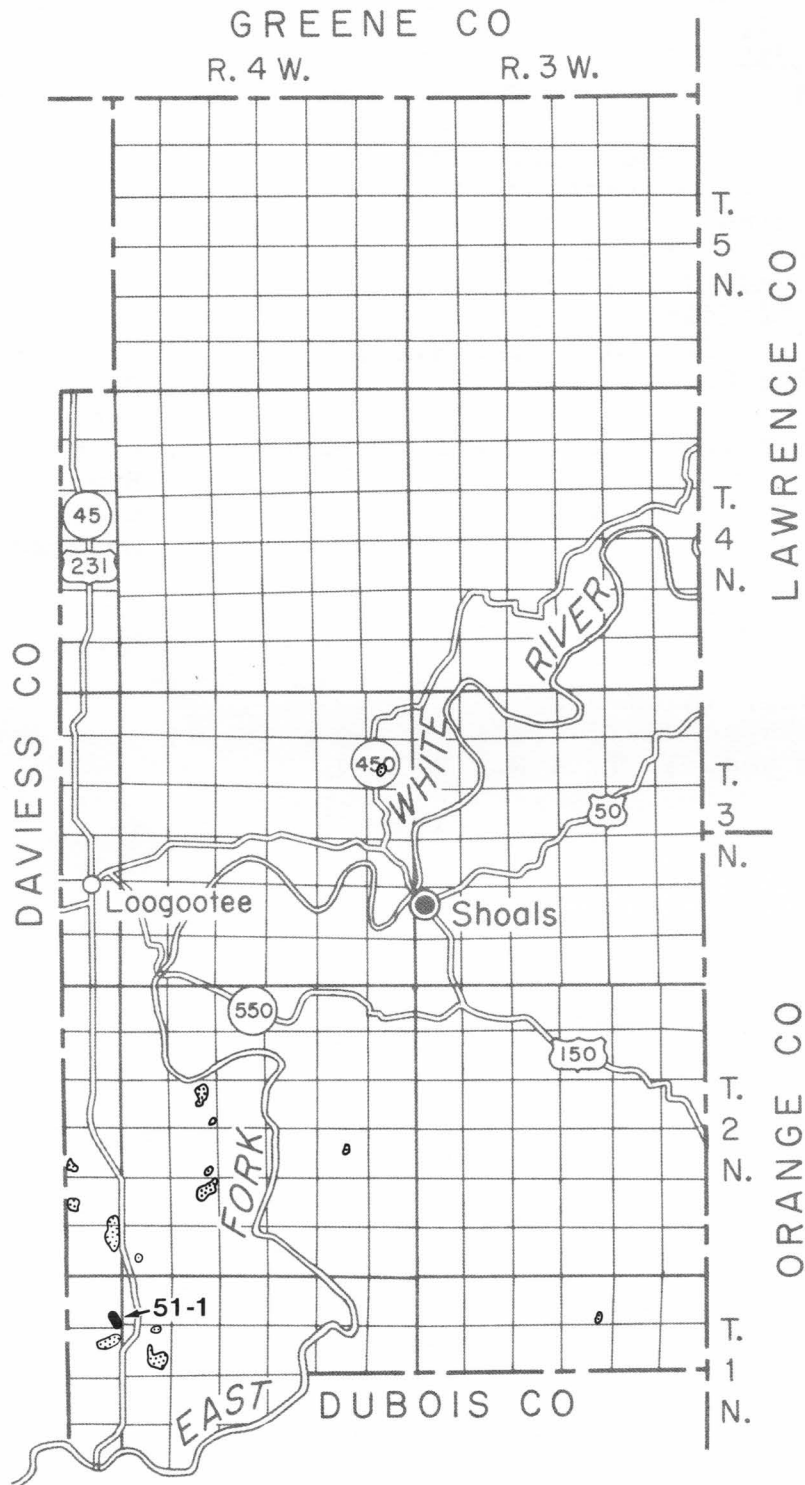 GREENE CO
R. 4 W. R. 3 W.
T.
5
N.
LAWRENCE CO
45
231
T.
4
N.
RIVER
DAVIESS CO
WHITE
450
T.
3
N.
50
Loogootee
Shoals
550
150
ORANGE CO
T.
2
N.
FORK
51-1
T.
1
N.
EAST
DUBOIS CO